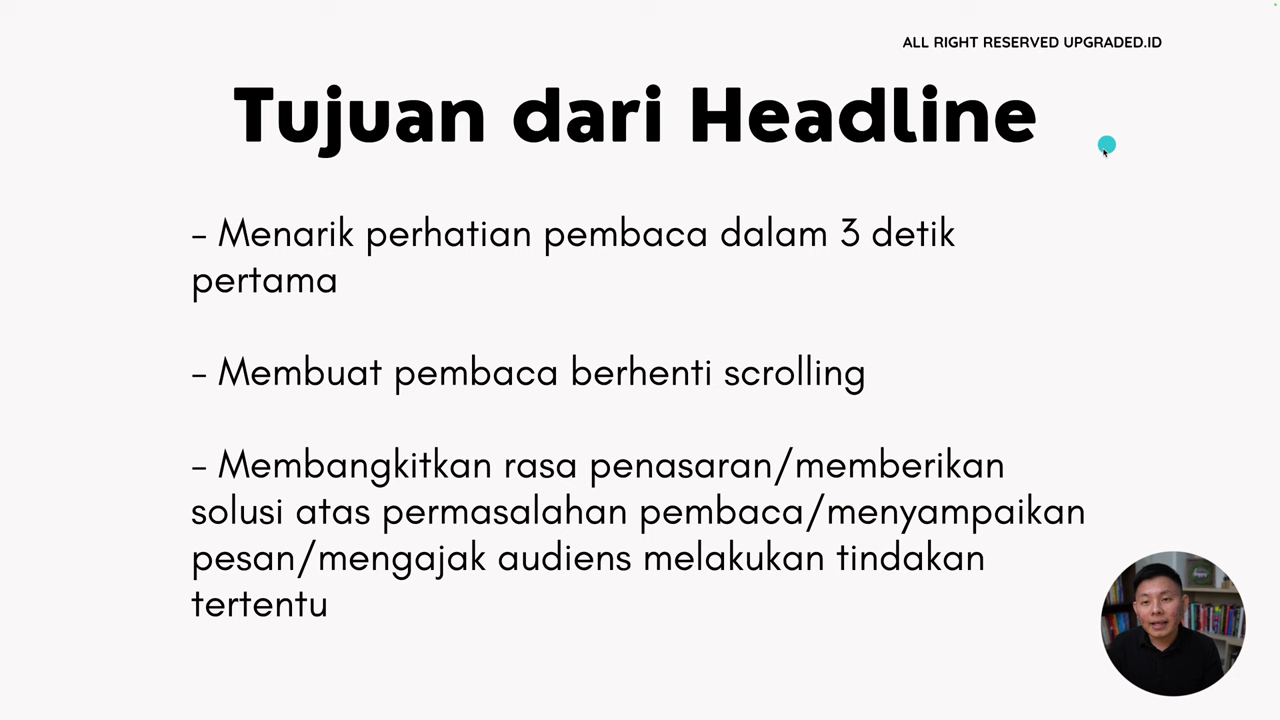 ALL RIGHT RESERVED UPGRADED.ID
Tujuan dari Headline
- Menarik perhatian pembaca dalam 3 detik
pertama
- Membuat pembaca berhenti scrolling
- Membangkitkan rasa penasaran/memberikan
solusi atas permasalahan pembaca/menyampaikan
pesan/mengajak audiens melakukan tindakan
tertentu